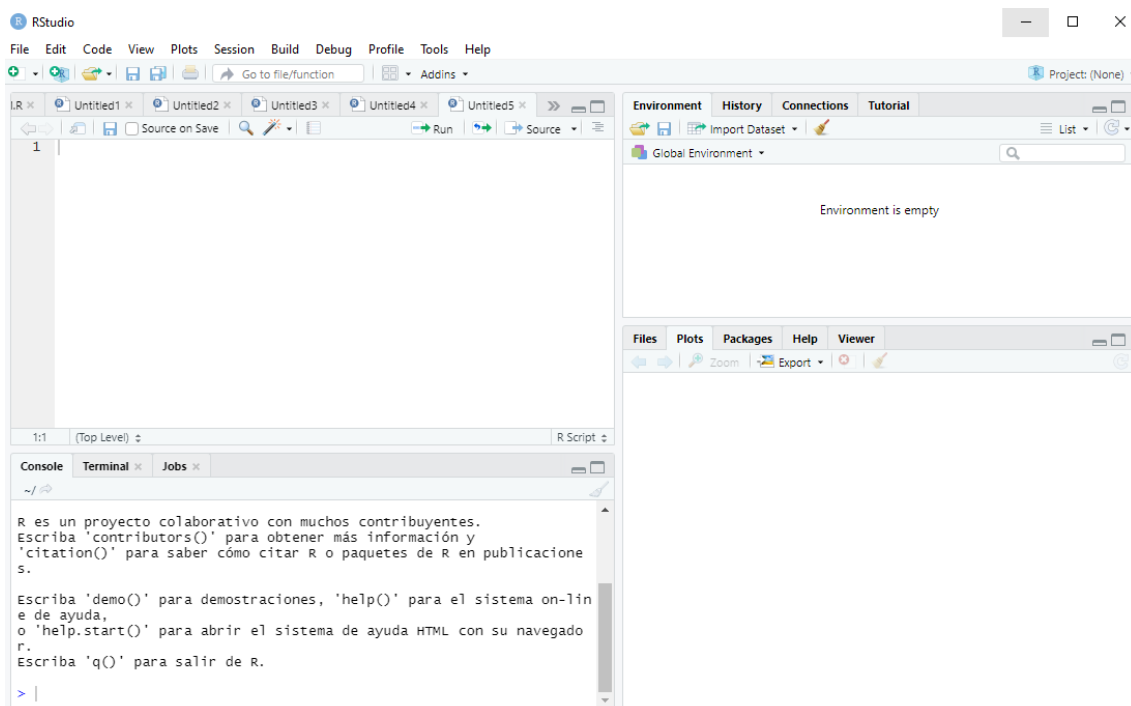 RStudio
File Edit Code View Plots Session Build Debug Profile Tools Help
Go to file/function Addins Project: (None)
I.R Untitled1 Untitled2 Untitled3 Untitled4 Untitled5
Source on Save Run Source
1
1:1 (Top Level) R Script
Console Terminal Jobs
~/
R es un proyecto colaborativo con muchos contribuyentes.
Escriba 'contributors()' para obtener más información y
'citation()' para saber cómo citar R o paquetes de R en publicacione
s.
Escriba 'demo()' para demostraciones, 'help()' para el sistema on-lin
e de ayuda,
o 'help.start()' para abrir el sistema de ayuda HTML con su navegado
r.
Escriba 'q()' para salir de R.
>
Environment History Connections Tutorial
Import Dataset List
Global Environment
Environment is empty
Files Plots Packages Help Viewer
Zoom Export